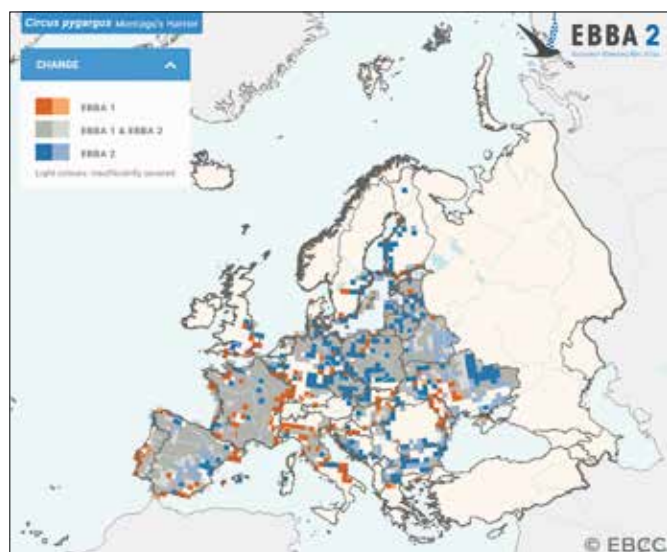 Circus pygargus Montagu's Harrier
EBBA 2
CHANGE
EBBA 1
EBBA 1 & EBBA 2
EBBA 2
Light colours: insufficiently covered
© EBCC